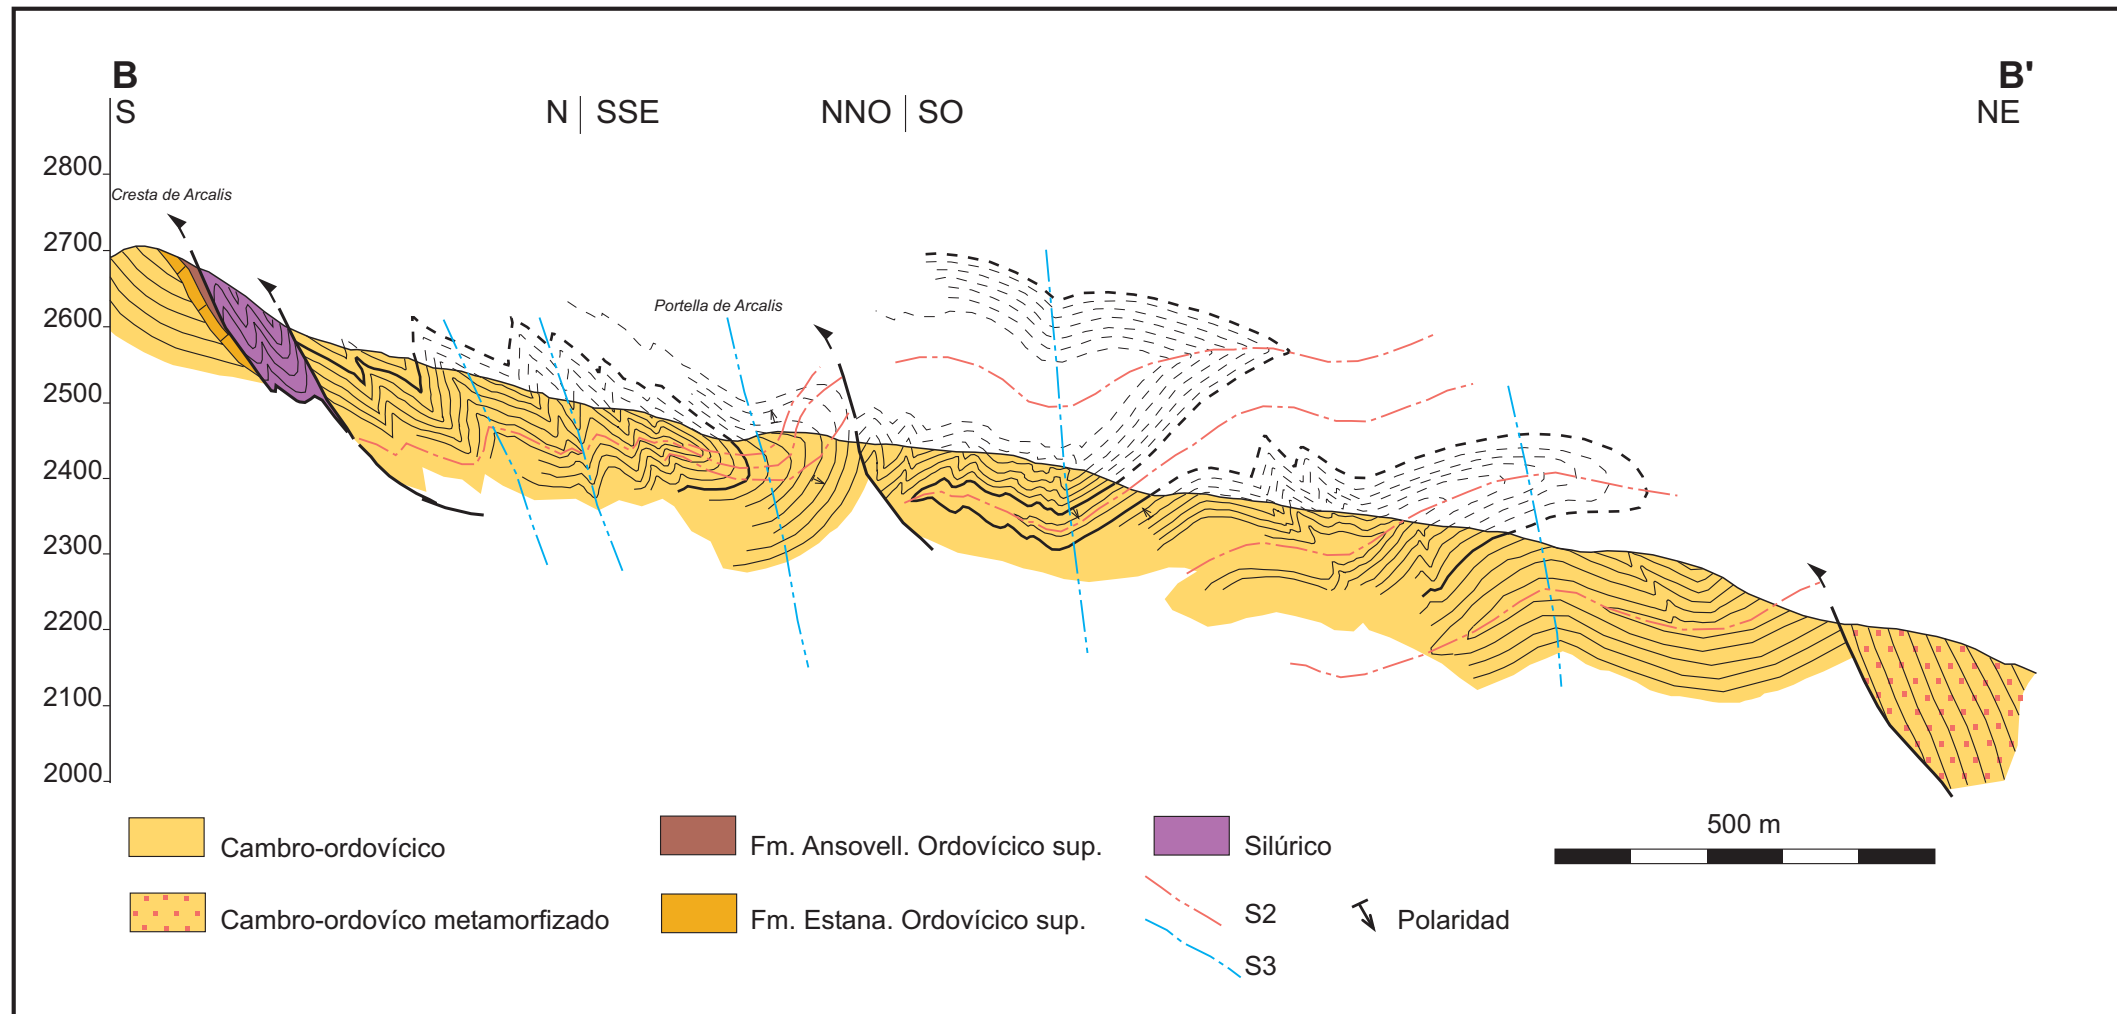 B
B'
S
N
SSE
NNO
SO
NE
2800
Cresta de Arcalis
2700
2600
Portella de Arcalis
2500
2400
2300
2200
2100
2000
500 m
Cambro-ordovícico
Fm. Ansovell. Ordovícico sup.
Silúrico
Cambro-ordovíco metamorfizado
Fm. Estana. Ordovícico sup.
S2
Polaridad
S3